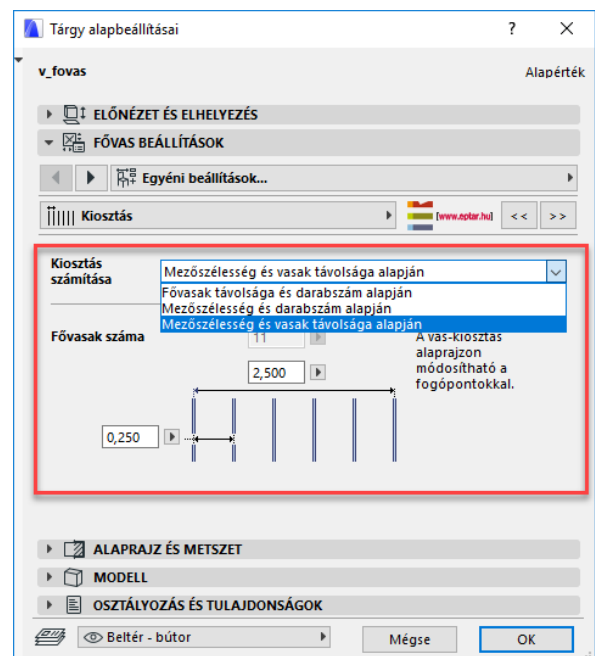 Tárgy alapbeállításai
?
v_fovas
Alapérték
ELŐNÉZET ÉS ELHELYEZÉS
FŐVAS BEÁLLÍTÁSOK
Egyéni beállítások...
Kiosztás
[www.eptar.hu]
<< >>
Kiosztás
számítása
Mezőszélesség és vasak távolsága alapján
Fővasak távolsága és darabszám alapján
Mezőszélesség és darabszám alapján
Mezőszélesség és vasak távolsága alapján
Fővasak száma
11
A vas-kiosztás
alaprajzon
módosítható a
fogópontokkal.
2,500
0,250
ALAPRAJZ ÉS METSZET
MODELL
OSZTÁLYOZÁS ÉS TULAJDONSÁGOK
Beltér - bútor
Mégse
OK